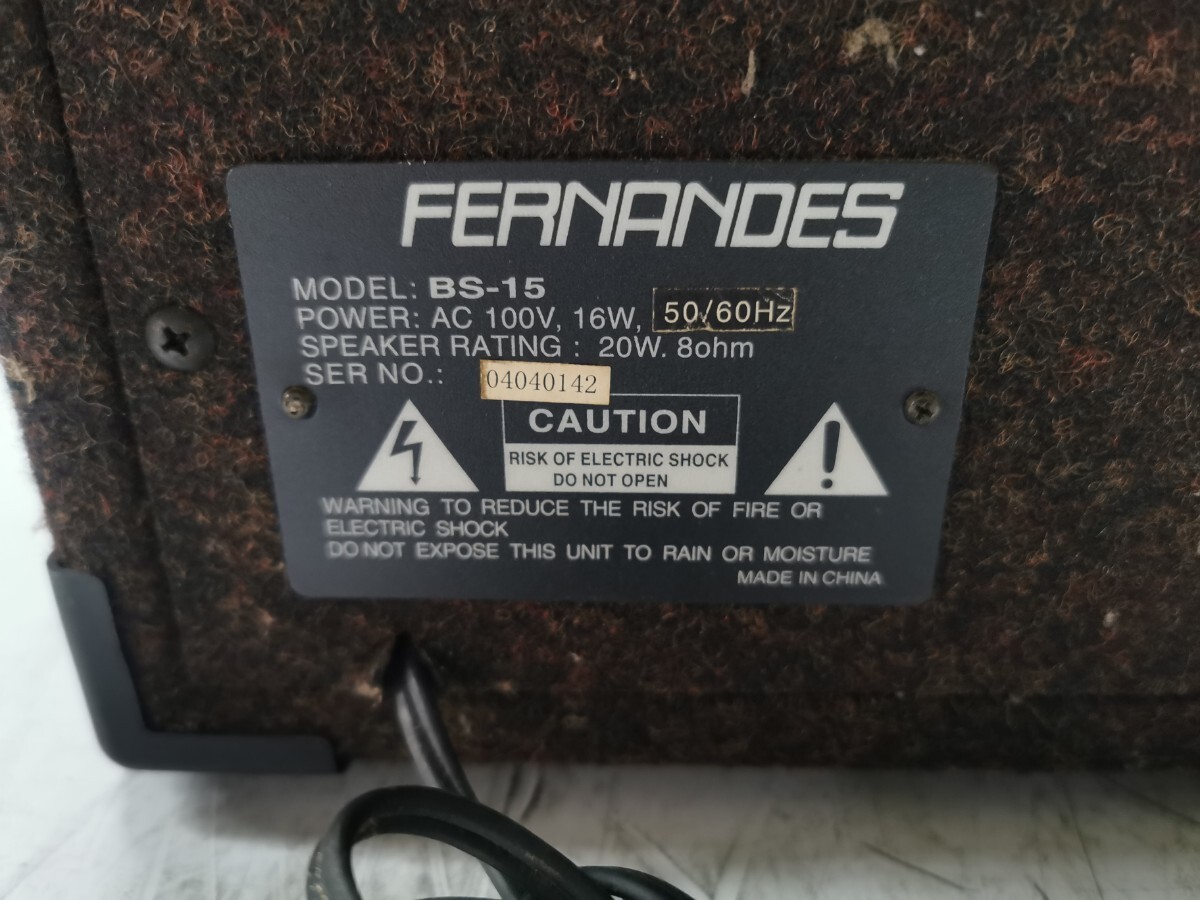 FERNANDES
MODEL: BS-15
POWER: AC 100V, 16W, 50/60Hz
SPEAKER RATING : 20W. 8ohm
SER NO.: 04040142
CAUTION
RISK OF ELECTRIC SHOCK
DO NOT OPEN
WARNING TO REDUCE THE RISK OF FIRE OR
ELECTRIC SHOCK
DO NOT EXPOSE THIS UNIT TO RAIN OR MOISTURE
MADE IN CHINA